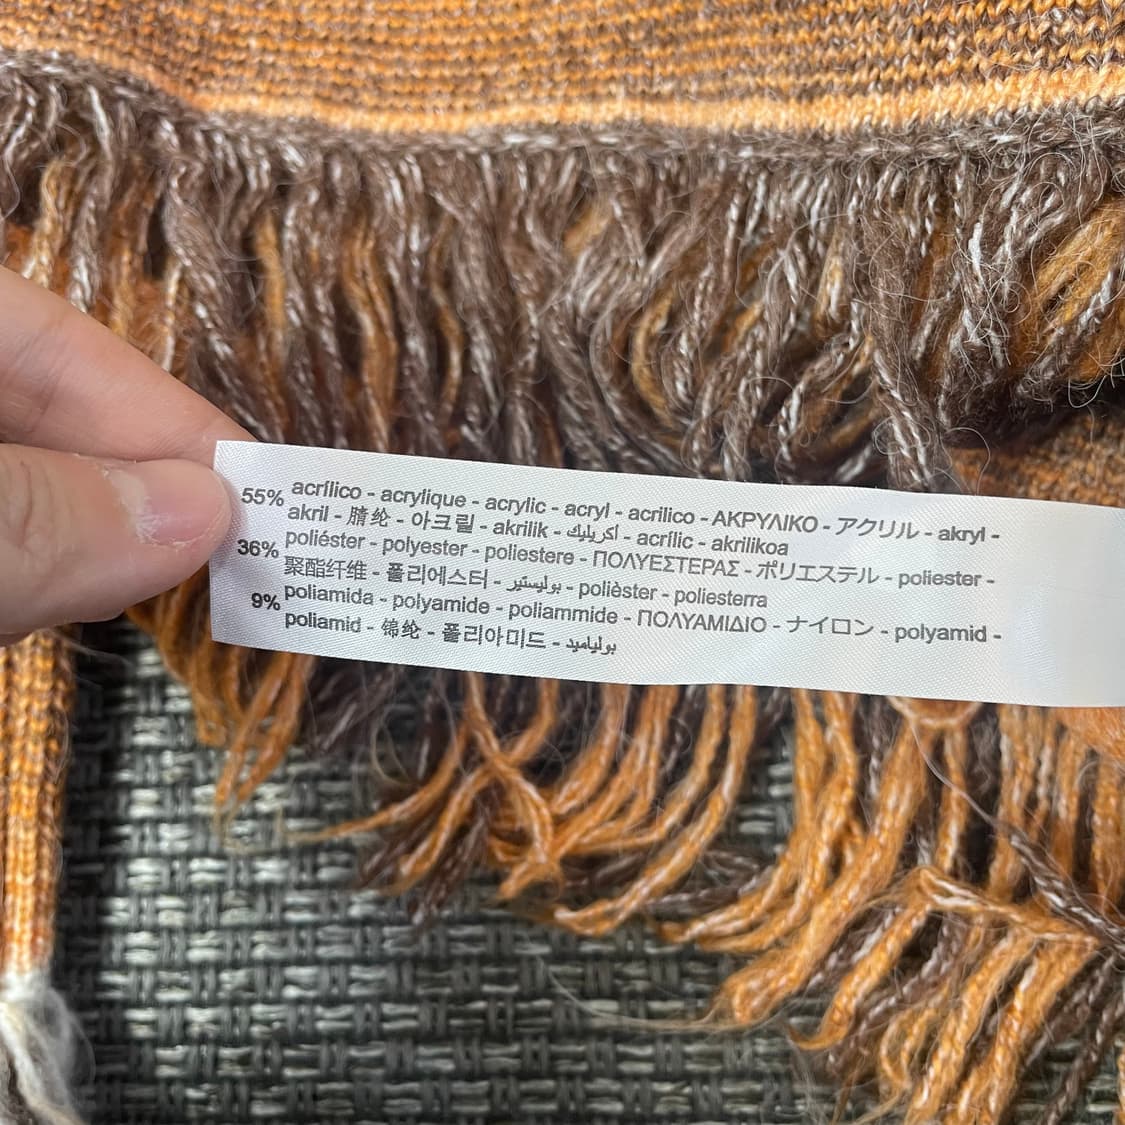 55% acrílico - acrylique - acrylic - acryl - acrilico - ΑΚΡΥΛΙΚΟ - アクリル - akryl -
akril - 腈纶 - 아크릴 - akrilik - أكريليك - acrílic - akrilikoa
36% poliéster - polyester - poliestere - ΠΟΛΥΕΣΤΕΡΑΣ - ポリエステル - poliester -
聚酯纤维 - 폴리에스터 - بوليستير - polièster - poliesterra
9% poliamida - polyamide - poliammide - ΠΟΛΥΑΜΙΔΙΟ - ナイロン - polyamid -
poliamid - 锦纶 - 폴리아미드 - بولياميد